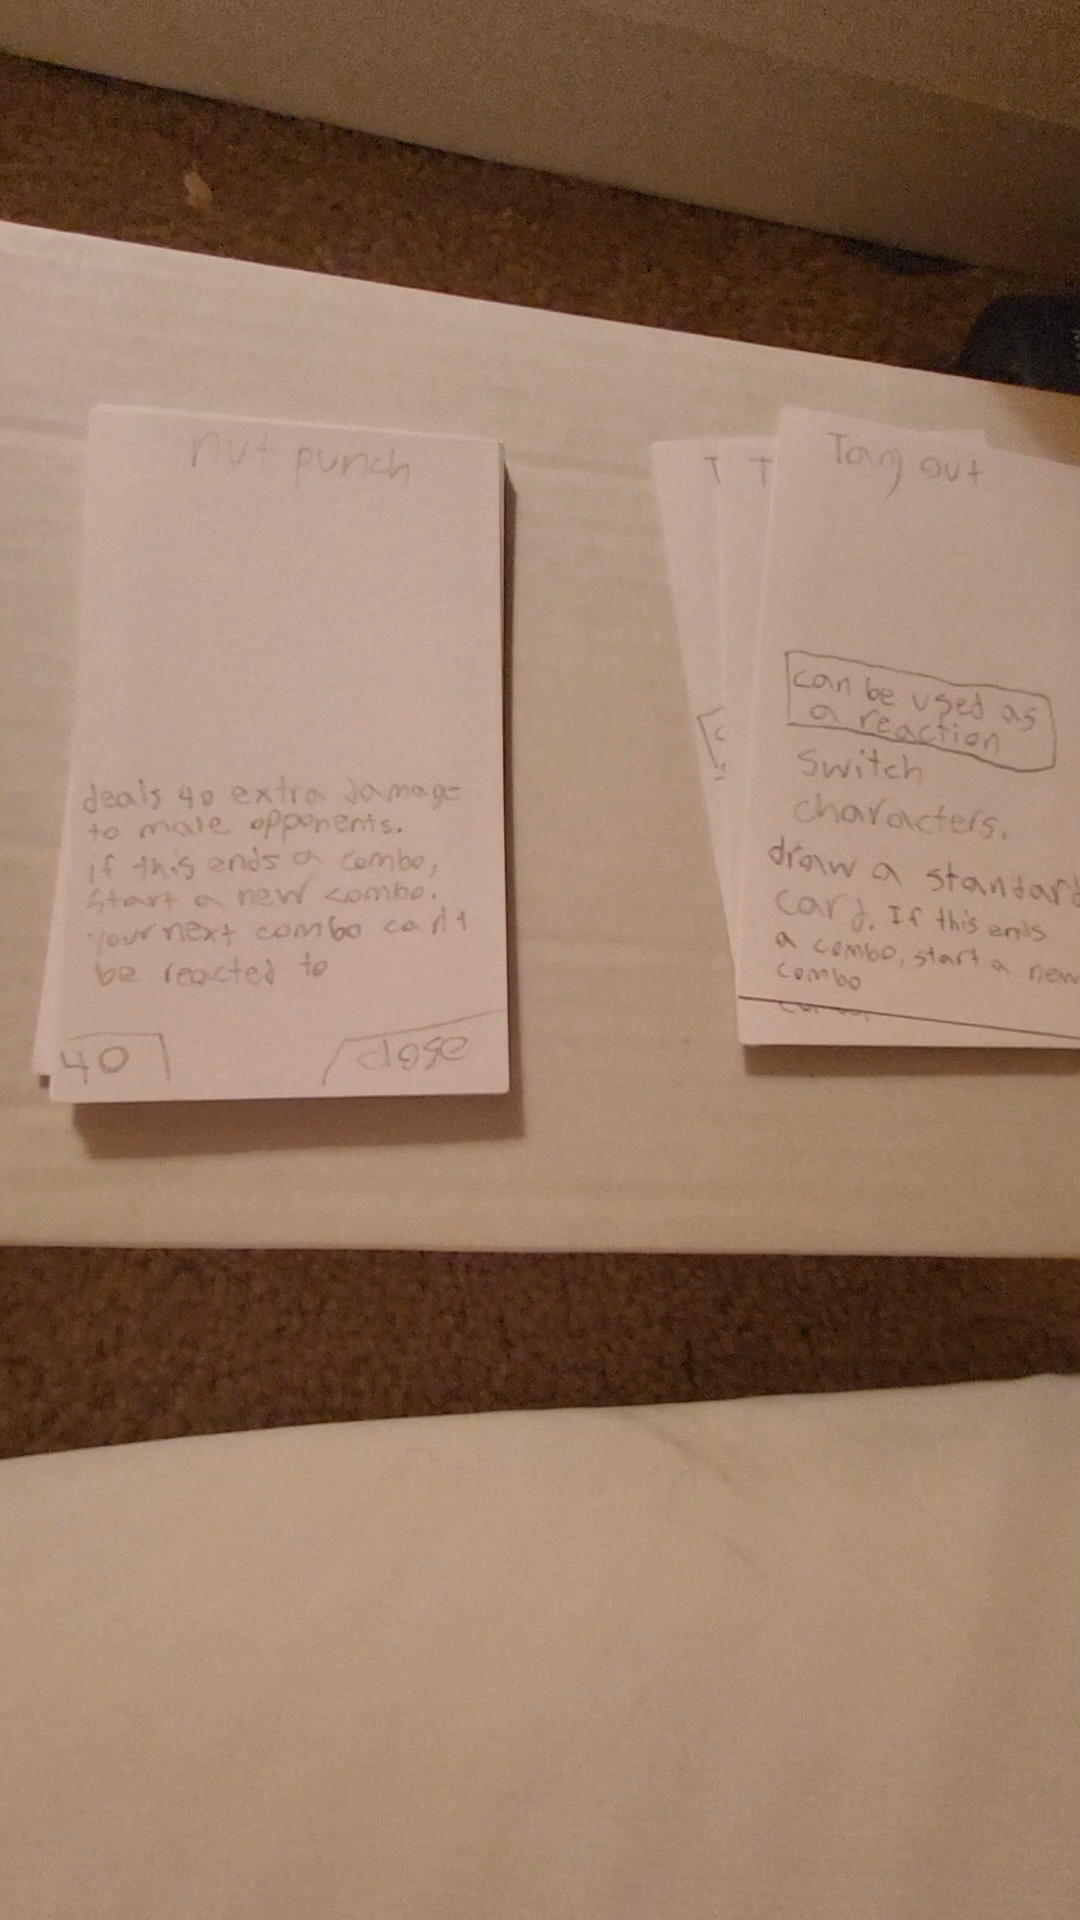 nut punch
deals 40 extra damage
to male opponents.
if this ends a combo,
start a new combo.
your next combo can't
be reacted to
40
close
T
T
Tag out
can be used as
a reaction
Switch
characters.
draw a standard
card. If this ends
a combo, start a new
combo